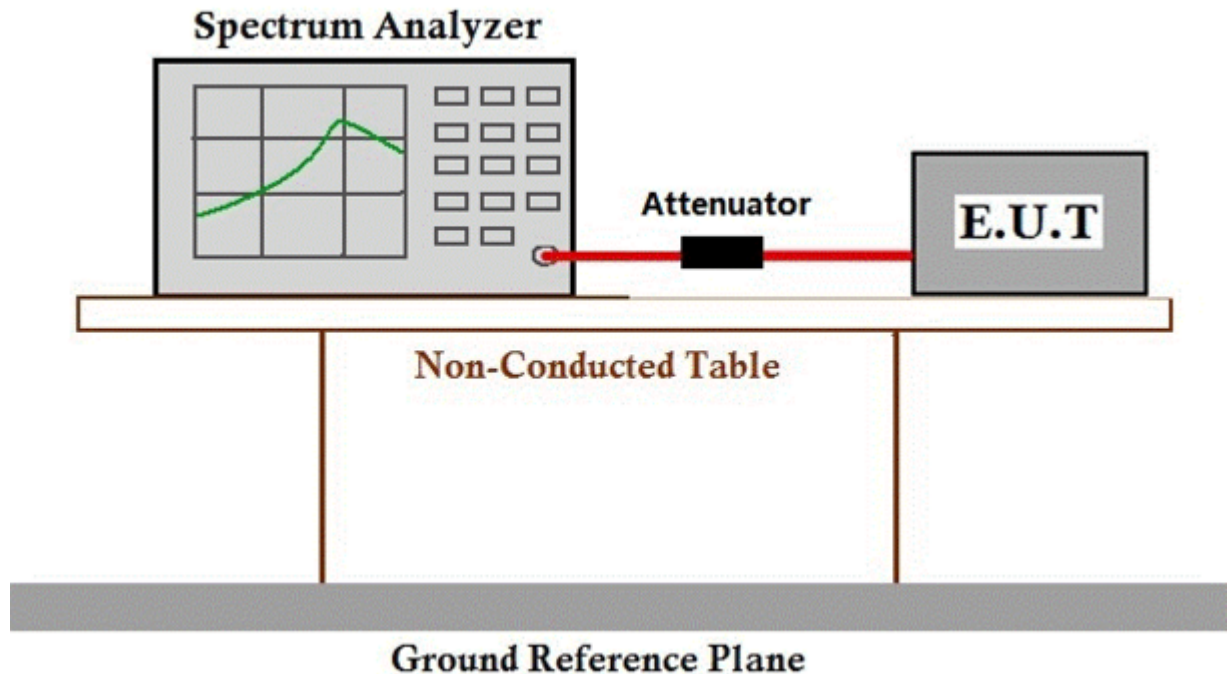 Spectrum Analyzer
Attenuator
E.U.T
Non-Conducted Table
Ground Reference Plane